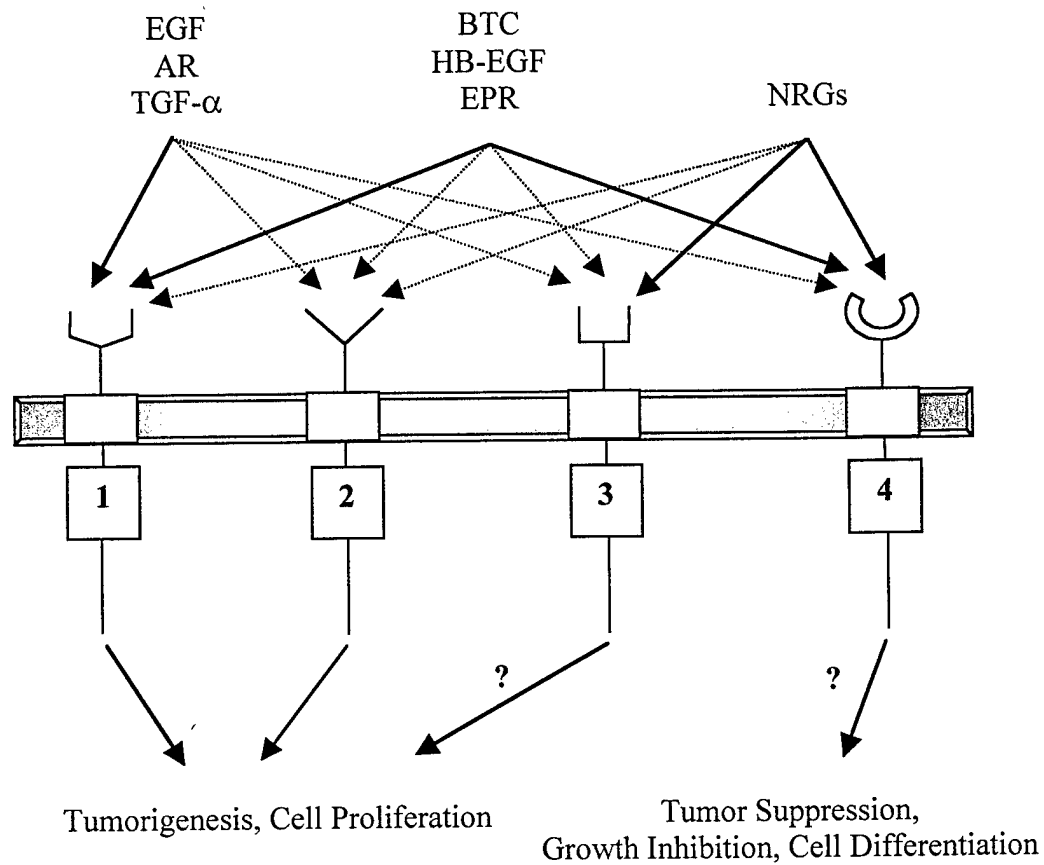 EGF
AR
TGF-α
BTC
HB-EGF
EPR
NRGs
1
2
3
4
?
?
Tumorigenesis, Cell Proliferation
Tumor Suppression,
Growth Inhibition, Cell Differentiation